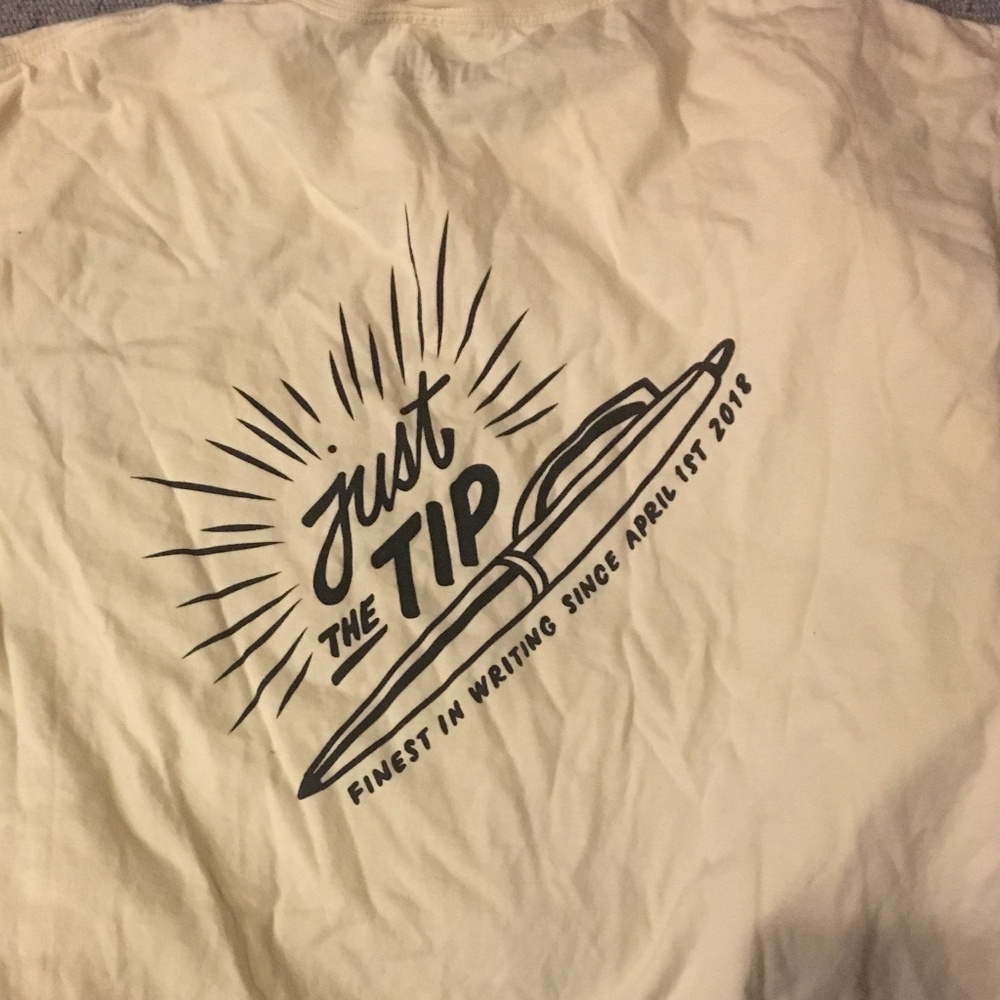 just
THE TIP
FINEST IN WRITING SINCE APRIL 1ST 2018